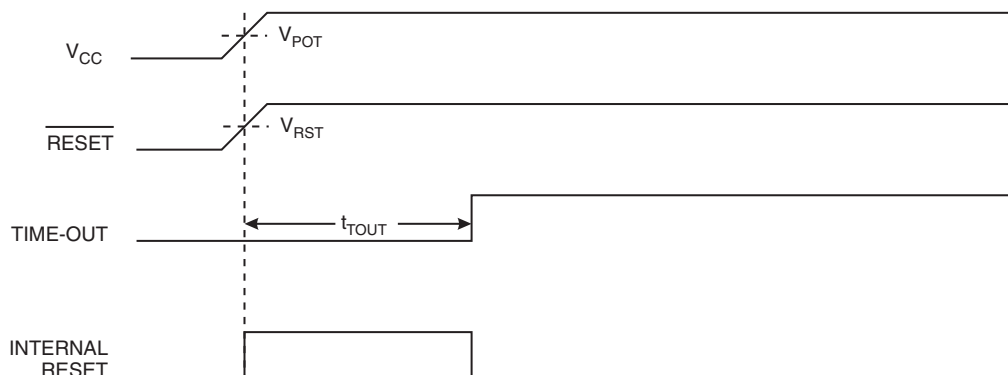 V_CC
V_POT
RESET
V_RST
TIME-OUT
t_TOUT
INTERNAL
RESET